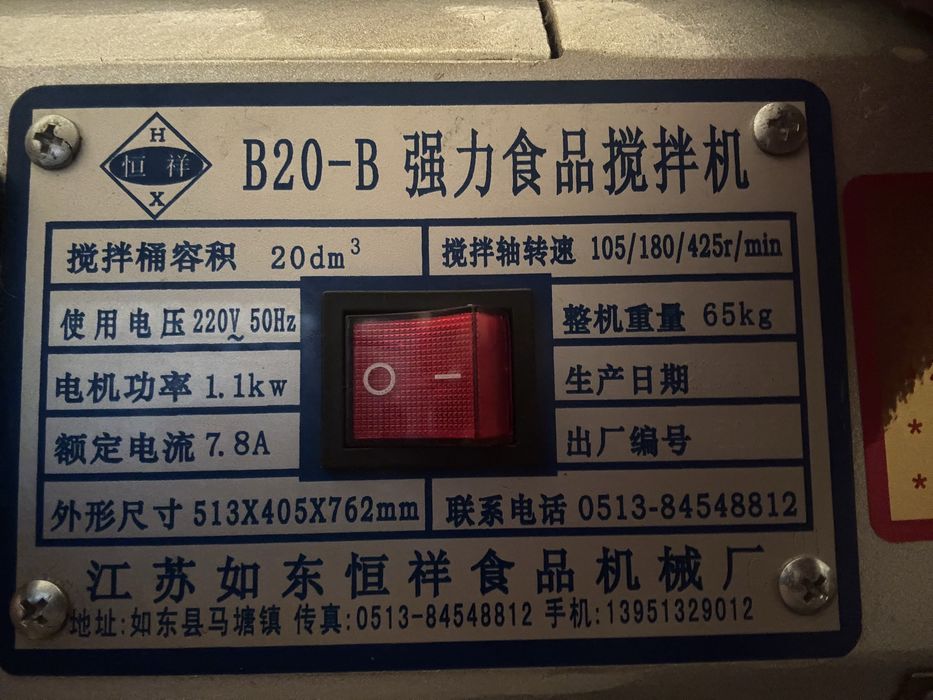 H
恒祥
X
B20-B 强力食品搅拌机
搅拌桶容积 20dm³
搅拌轴转速 105/180/425r/min
使用电压 220V~ 50Hz
整机重量 65kg
电机功率 1.1kw
生产日期
额定电流 7.8A
出厂编号
外形尺寸 513X405X762mm
联系电话 0513-84548812
江苏如东恒祥食品机械厂
地址:如东县马塘镇 传真:0513-84548812 手机:13951329012